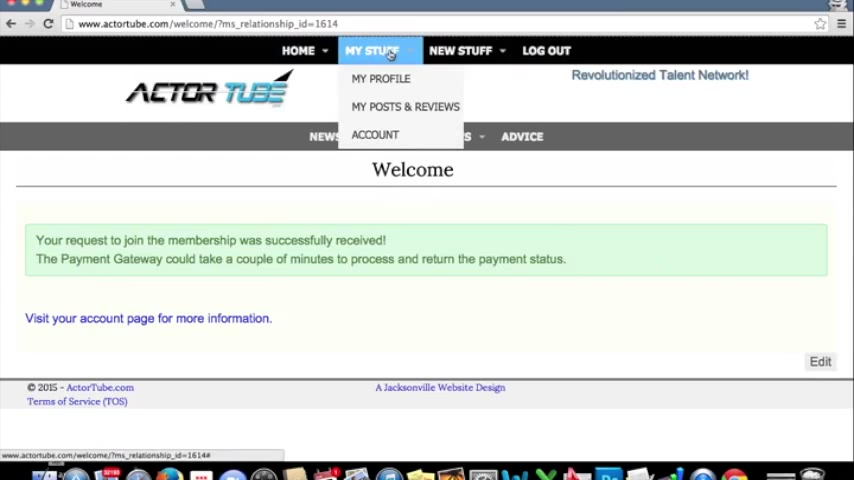 Welcome
www.actortube.com/welcome/?ms_relationship_id=1614
HOME MY STUFF NEW STUFF LOG OUT
MY PROFILE
MY POSTS & REVIEWS
ACCOUNT
ACTOR TUBE
Revolutionized Talent Network!
NEWS ADVICE
Welcome
Your request to join the membership was successfully received!
The Payment Gateway could take a couple of minutes to process and return the payment status.
Visit your account page for more information.
Edit
© 2015 - ActorTube.com
A Jacksonville Website Design
Terms of Service (TOS)
www.actortube.com/welcome/?ms_relationship_id=1614#